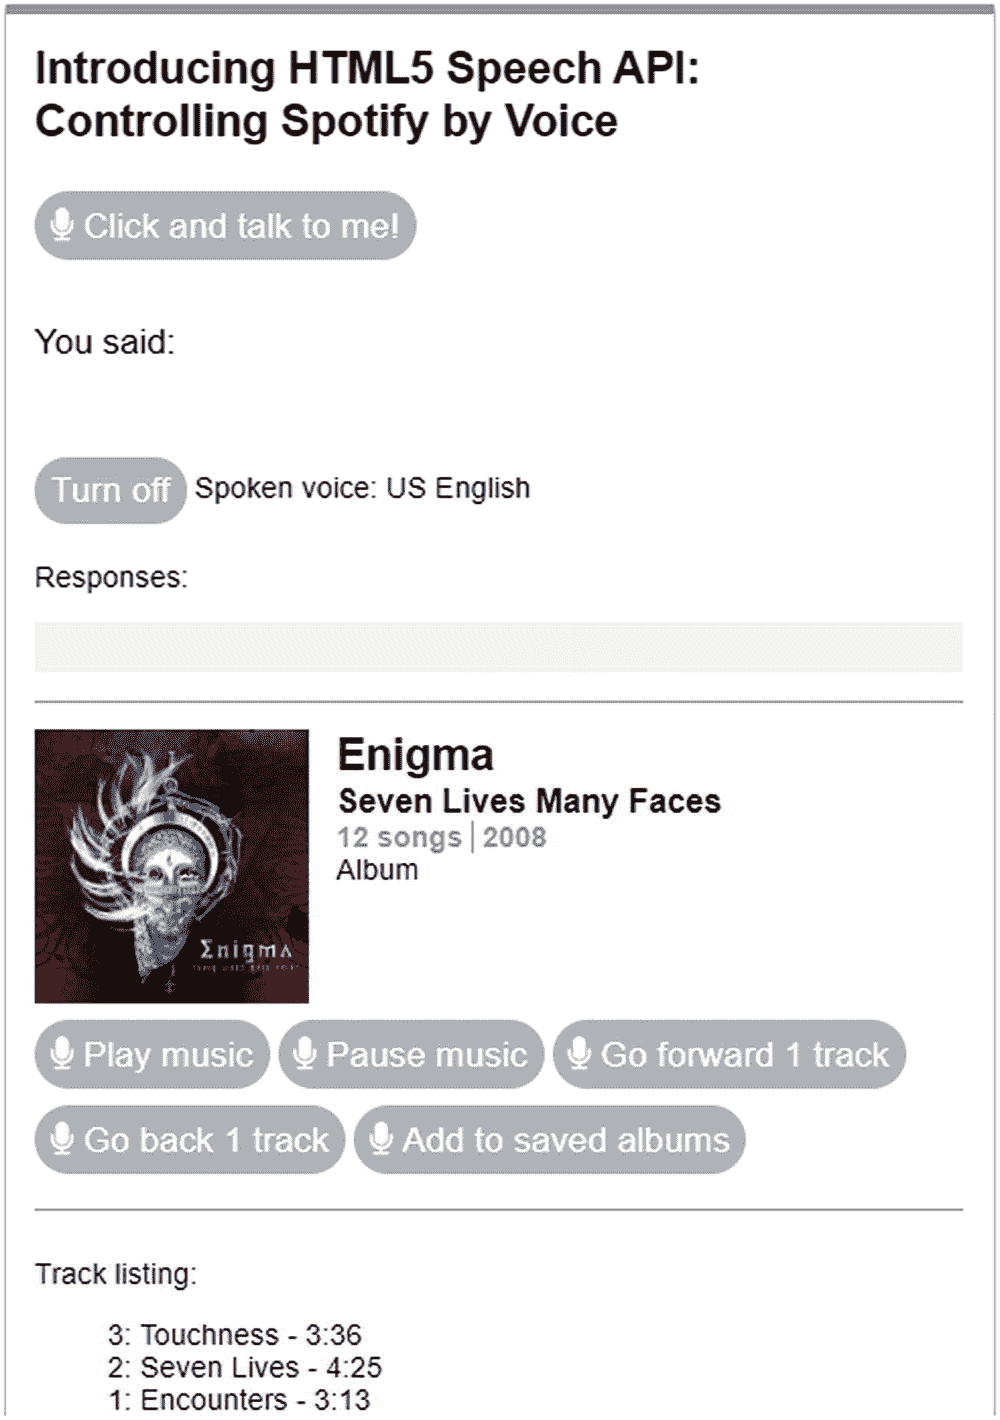 Introducing HTML5 Speech API:
Controlling Spotify by Voice
Click and talk to me!
You said:
Turn off Spoken voice: US English
Responses:
Enigma
Seven Lives Many Faces
12 songs | 2008
Album
Σnigmʌ
Play music Pause music Go forward 1 track
Go back 1 track Add to saved albums
Track listing:
3: Touchness - 3:36
2: Seven Lives - 4:25
1: Encounters - 3:13